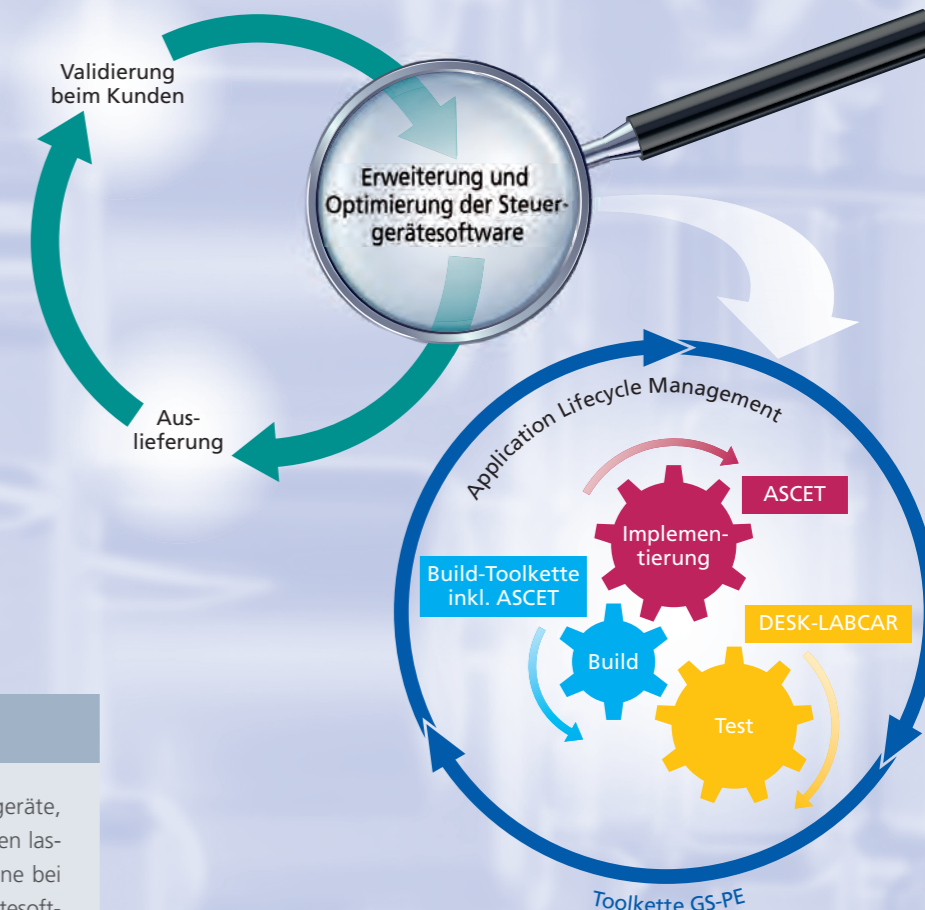 Validierung
beim Kunden
Erweiterung und
Optimierung der Steuer-
gerätesoftware
Aus-
lieferung
Application Lifecycle Management
ASCET
Implemen-
tierung
Build-Toolkette
inkl. ASCET
DESK-LABCAR
Build
Test
geräte,
en las-
ne bei
tesoft-
Toolkette GS-PE